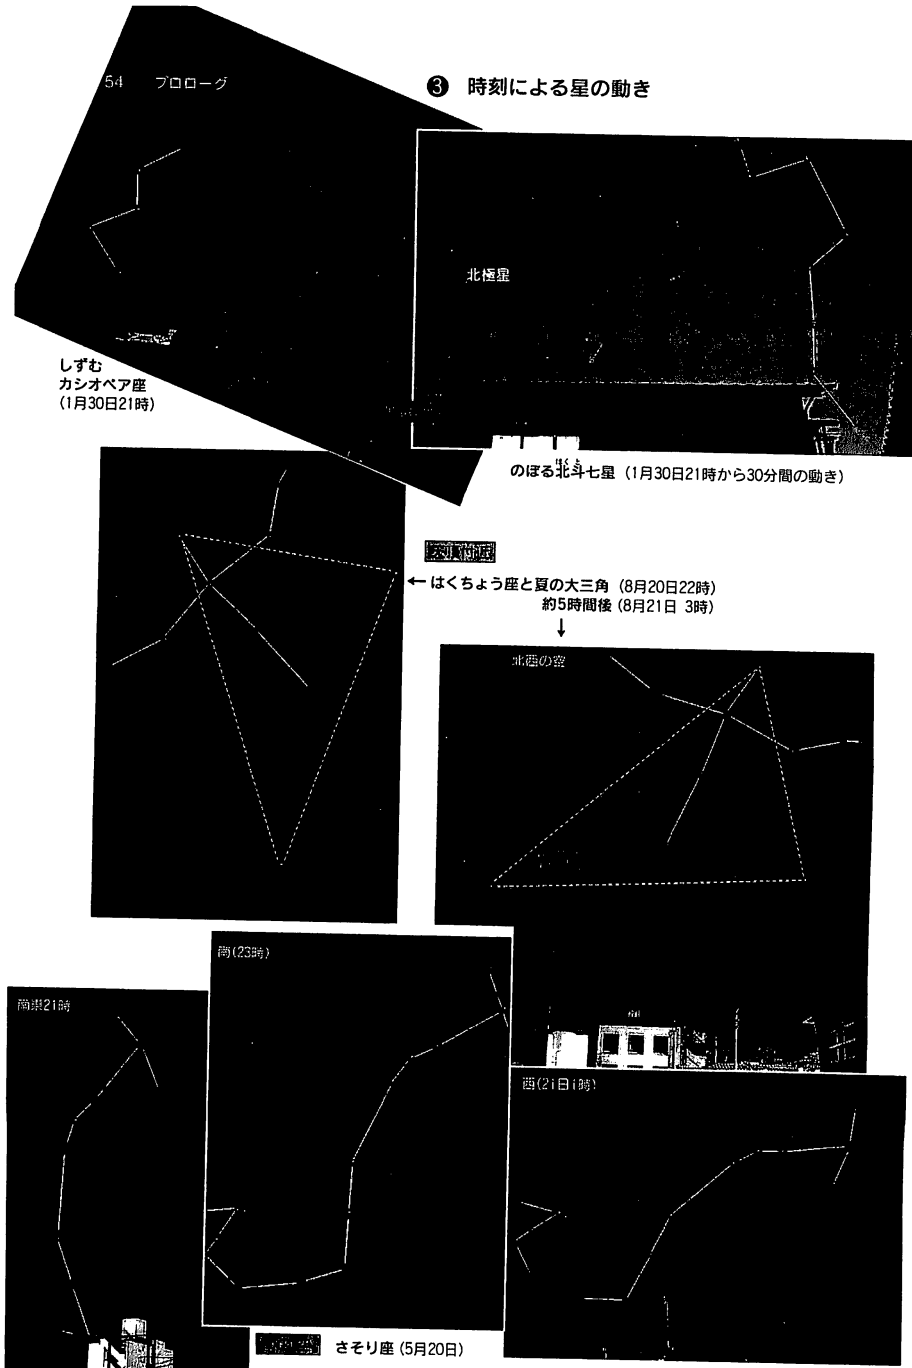 54 プロローグ
❸ 時刻による星の動き
北極星
しずむ
カシオペア座
(1月30日21時)
のぼる北斗七星 (1月30日21時から30分間の動き)
← はくちょう座と夏の大三角 (8月20日22時)
約5時間後 (8月21日 3時)
↓
北西の空
南(23時)
南東21時
西(21日1時)
さそり座 (5月20日)